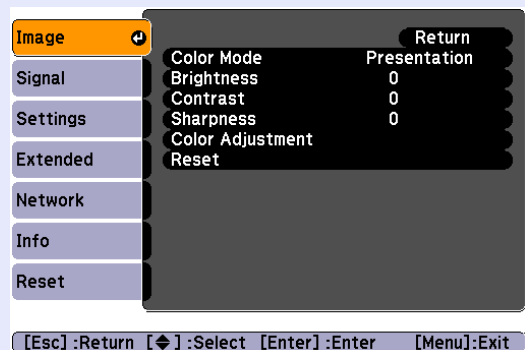 Image
Signal
Settings
Extended
Network
Info
Reset
Return
Color Mode Presentation
Brightness 0
Contrast 0
Sharpness 0
Color Adjustment
Reset
[Esc] :Return [◆] :Select [Enter] :Enter [Menu]:Exit